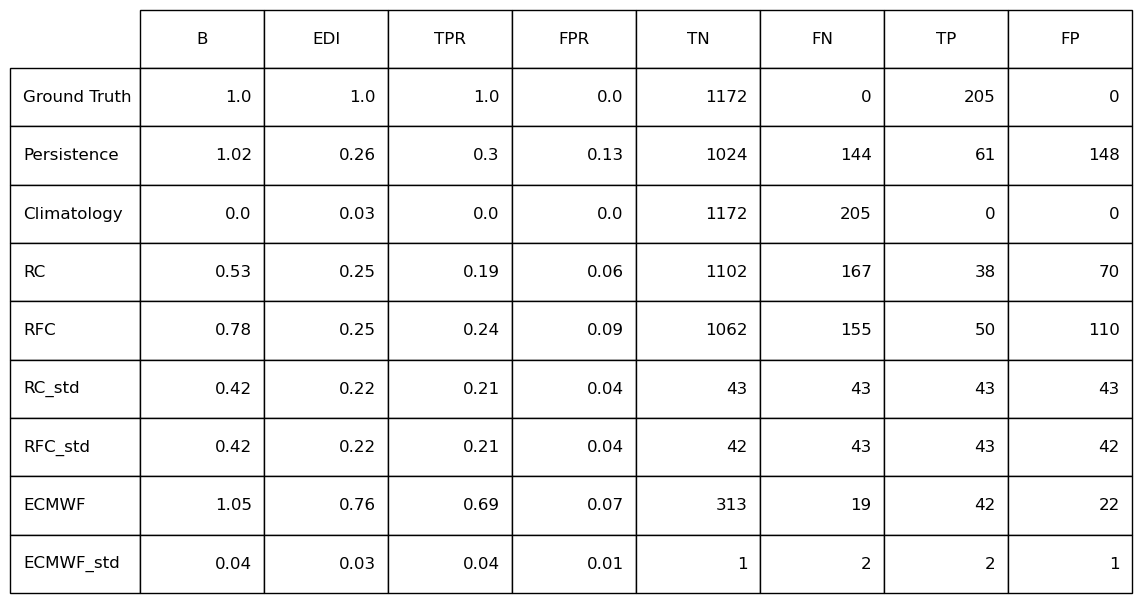 B EDI TPR FPR TN FN TP FP
Ground Truth 1.0 1.0 1.0 0.0 1172 0 205 0
Persistence 1.02 0.26 0.3 0.13 1024 144 61 148
Climatology 0.0 0.03 0.0 0.0 1172 205 0 0
RC 0.53 0.25 0.19 0.06 1102 167 38 70
RFC 0.78 0.25 0.24 0.09 1062 155 50 110
RC_std 0.42 0.22 0.21 0.04 43 43 43 43
RFC_std 0.42 0.22 0.21 0.04 42 43 43 42
ECMWF 1.05 0.76 0.69 0.07 313 19 42 22
ECMWF_std 0.04 0.03 0.04 0.01 1 2 2 1